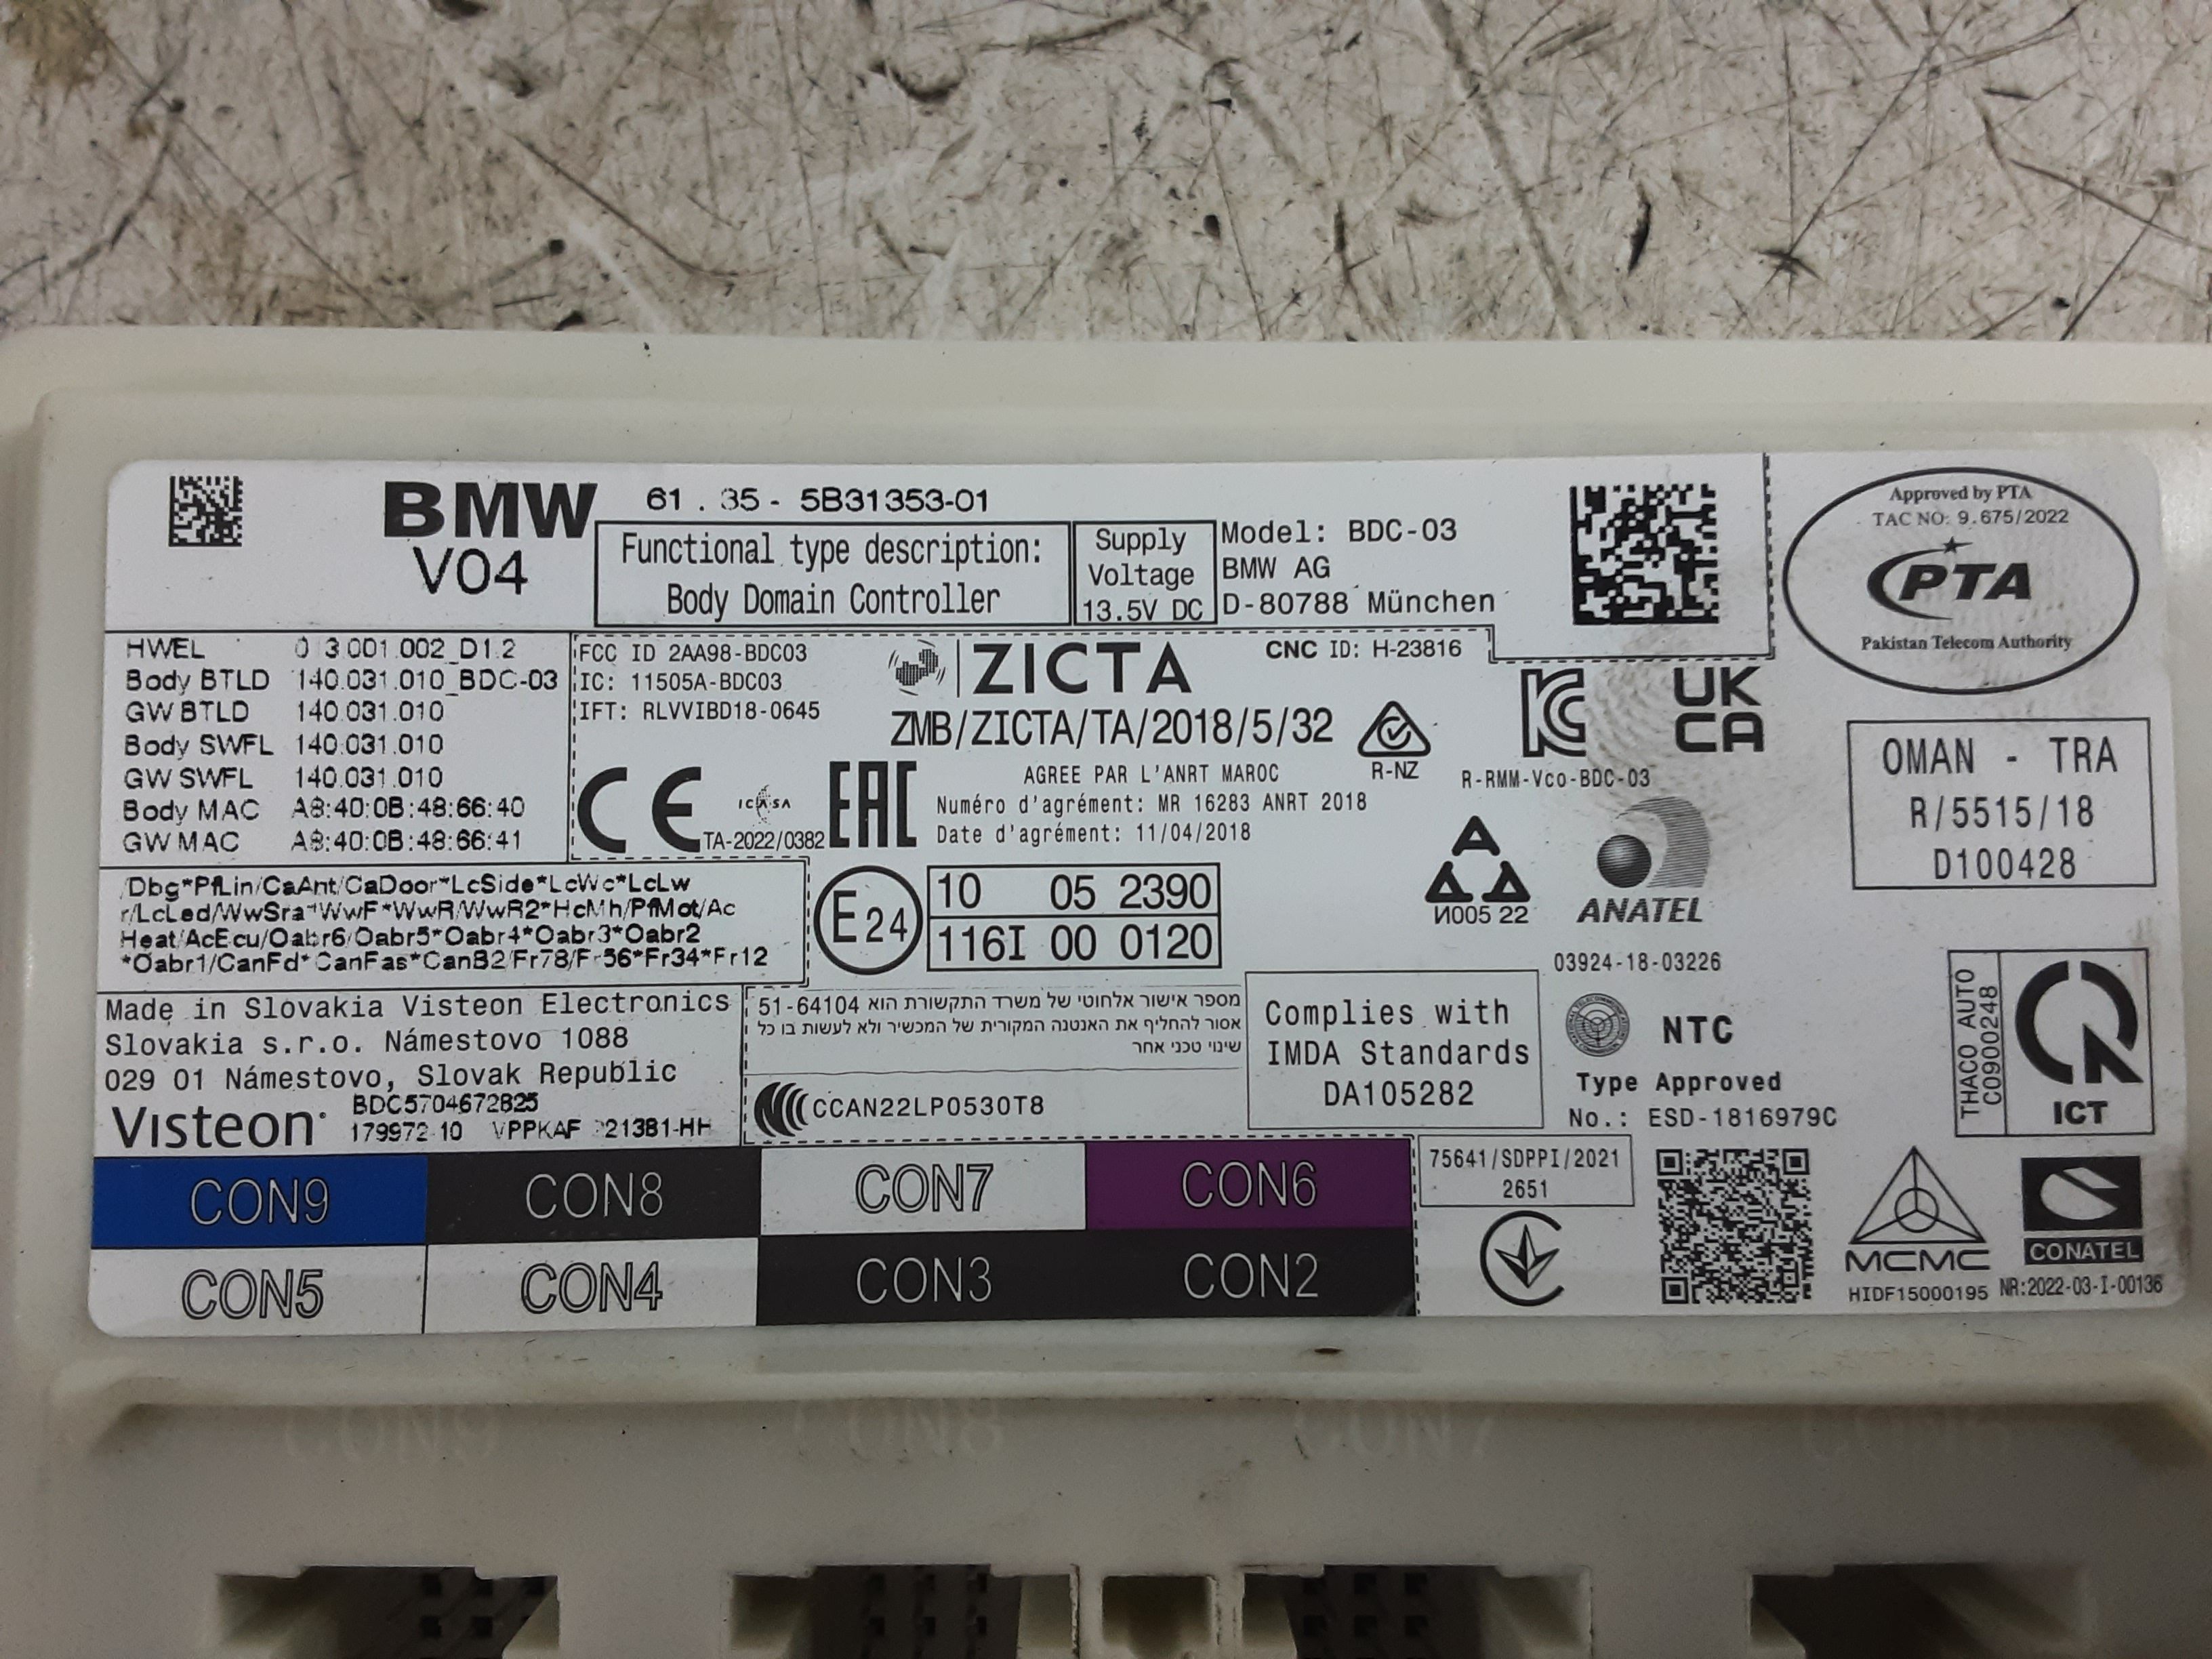 BMW
V04
61.35- 5B31353-01
Functional type description:
Body Domain Controller
Supply
Voltage
13.5V DC
Model: BDC-03
BMW AG
D-80788 München
Approved by PTA
TAC NO: 9.675/2022
PTA
Pakistan Telecom Authority
HWEL 013.001.002_D1.2
Body BTLD 140.031.010_BDC-03
GW BTLD 140.031.010
Body SWFL 140.031.010
GW SWFL 140.031.010
Body MAC A8:40:0B:48:66:40
GW MAC A8:40:0B:48:66:41
FCC ID 2AA98-BDC03
IC: 11505A-BDC03
IFT: RLVVIBD18-0645
ZICTA
ZMB/ZICTA/TA/2018/5/32
CNC ID: H-23816
R-NZ
R-RMM-Vco-BDC-03
UK
CA
OMAN - TRA
R/5515/18
D100428
CE
ICASA
TA-2022/0382
EAC
AGREE PAR L'ANRT MAROC
Numéro d'agrément: MR 16283 ANRT 2018
Date d'agrément: 11/04/2018
/Dbg*PfLin/CaAnt/CaDoor*LcSide*LcWc*LcLw
r/LcLed/WwSra*WwF*WwR/WwR2*HcMh/PfMot/Ac
Heat/AcEcu/Oabr6/Oabr5*Oabr4*Oabr3*Oabr2
*Oabr1/CanFd*CanFas*CanB2/Fr78/Fr56*Fr34*Fr12
E24
10 05 2390
116I 00 0120
И005 22
ANATEL
03924-18-03226
Made in Slovakia Visteon Electronics
Slovakia s.r.o. Námestovo 1088
029 01 Námestovo, Slovak Republic
Visteon
BDC5704672B25
179972-10 VPPKAF 221381-HH
מספר אישור אלחוטי של משרד התקשורת הוא 51-64104
אסור להחליף את האנטנה המקורית של המכשיר ולא לעשות בו כל
שינוי טכני אחר
CCAN22LP0530T8
Complies with
IMDA Standards
DA105282
NTC
Type Approved
No.: ESD-1816979C
THACO AUTO
C0900248
ICT
CON9
CON8
CON7
CON6
CON5
CON4
CON3
CON2
75641/SDPPI/2021
2651
MCMC
HIDF15000195
CONATEL
NR:2022-03-I-00136
CON9
CON8
CON7
CON6